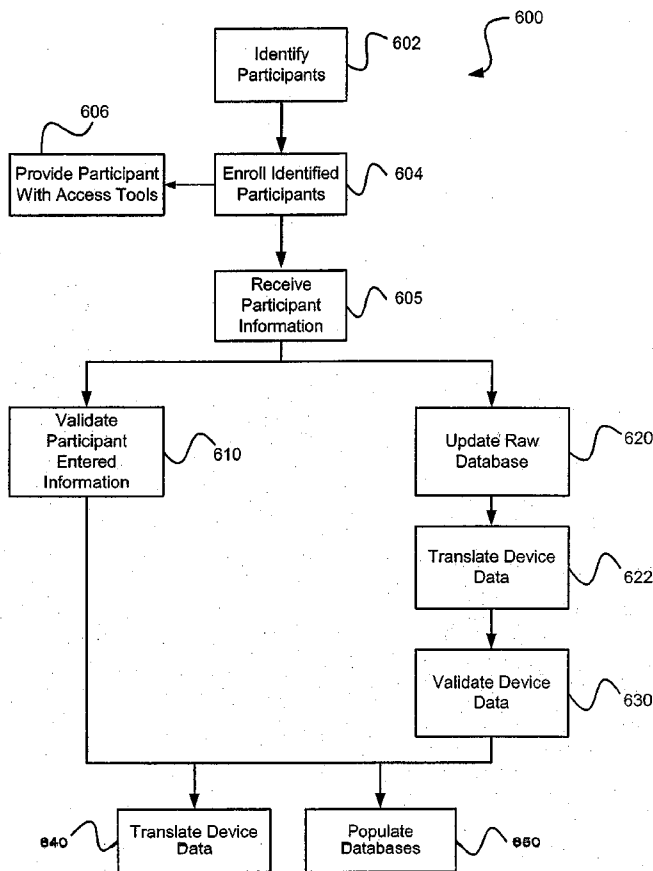 600
Identify
Participants
602
606
Provide Participant
With Access Tools
Enroll Identified
Participants
604
Receive
Participant
Information
605
Validate
Participant
Entered
Information
610
Update Raw
Database
620
Translate Device
Data
622
Validate Device
Data
630
640
Translate Device
Data
Populate
Databases
650